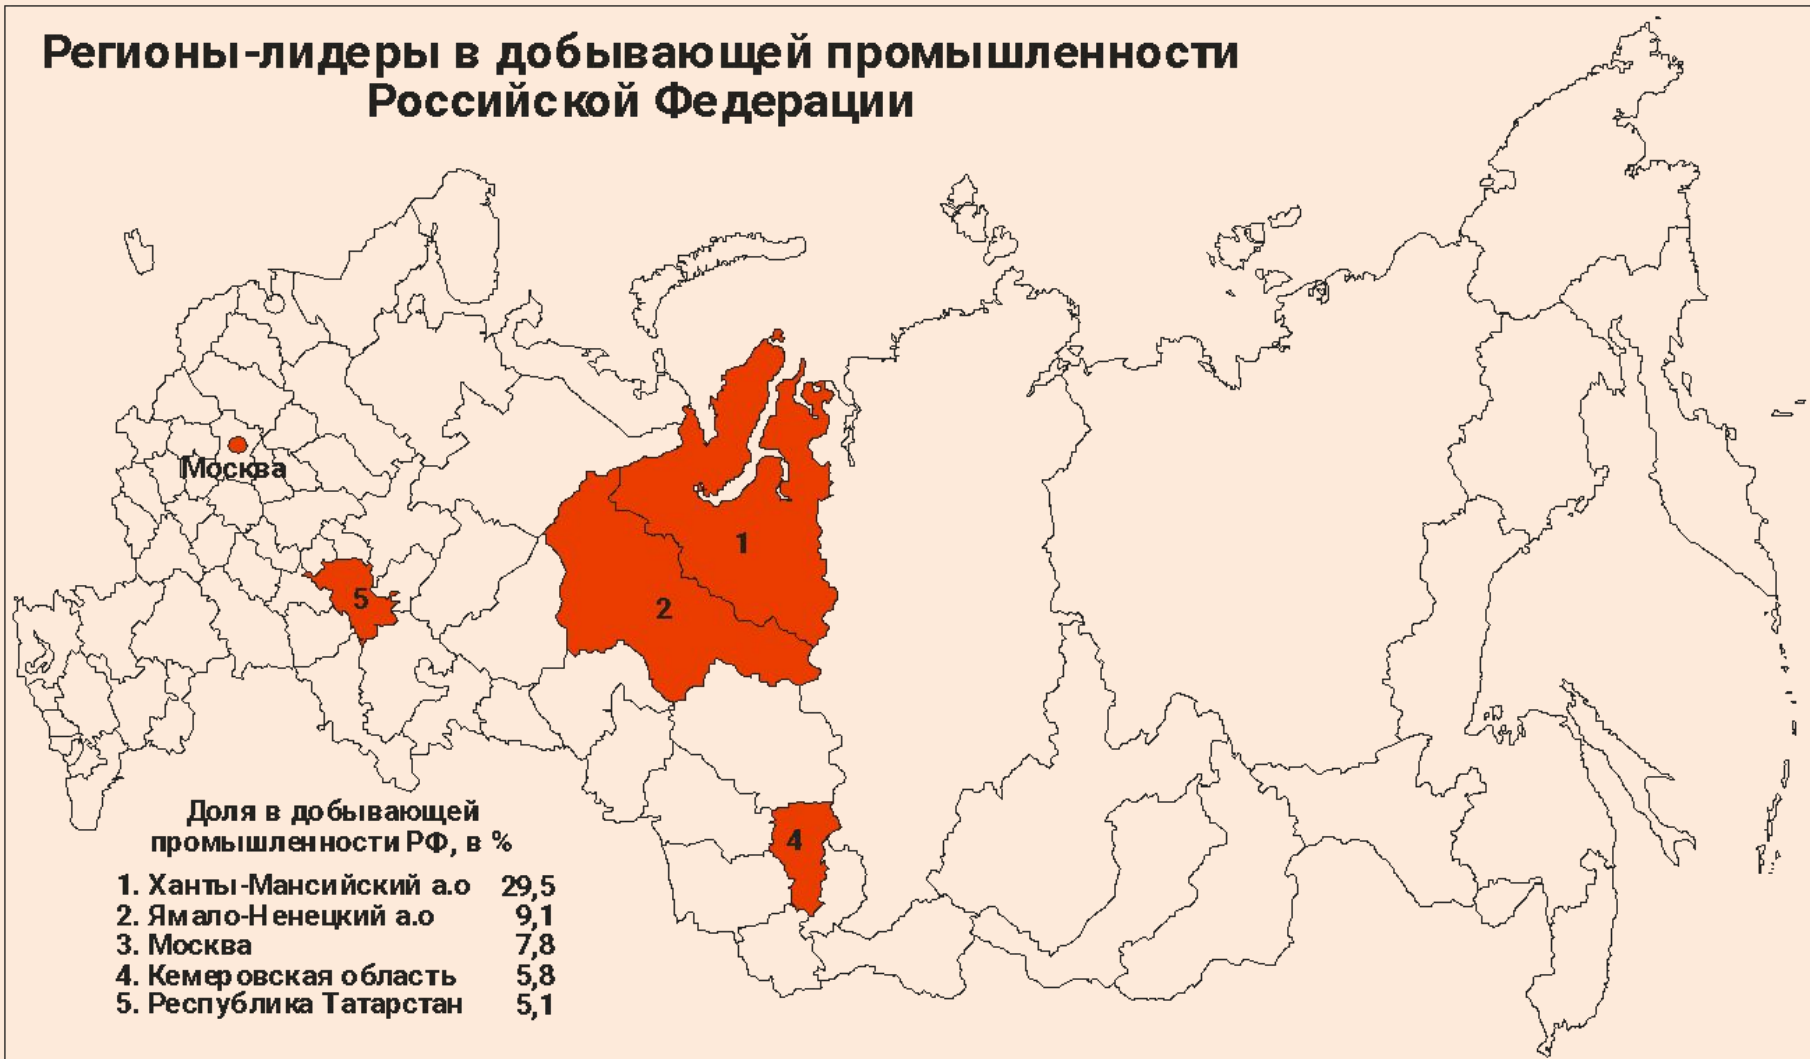 Регионы-лидеры в добывающей промышленности
Российской Федерации
Москва
1
2
5
4
Доля в добывающей
промышленности РФ, в %
1. Ханты-Мансийский а.о 29,5
2. Ямало-Ненецкий а.о 9,1
3. Москва 7,8
4. Кемеровская область 5,8
5. Республика Татарстан 5,1